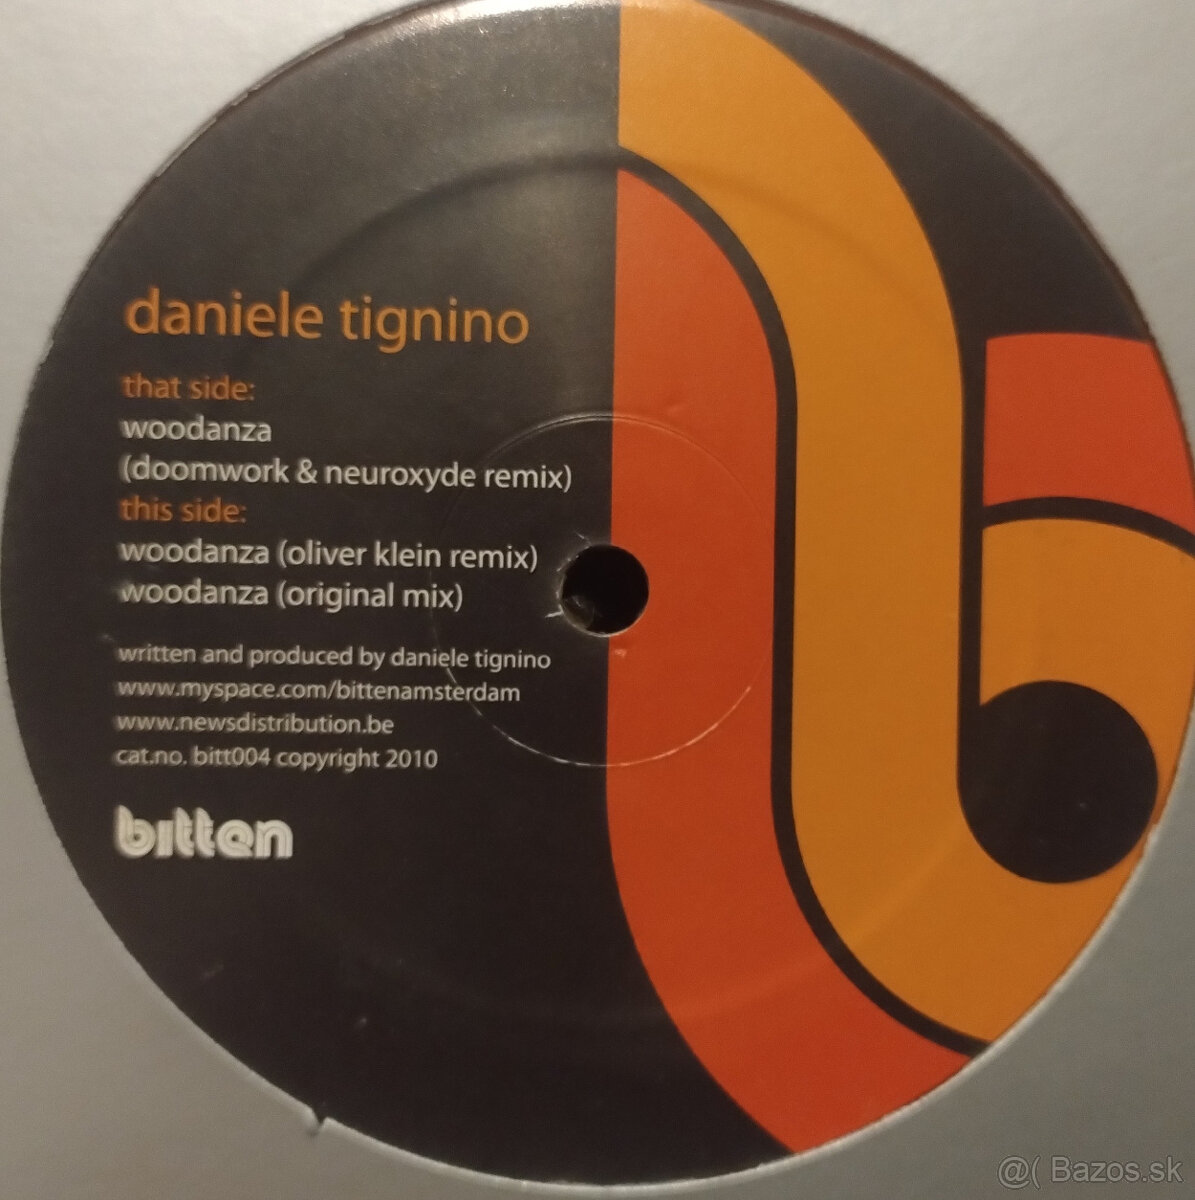 daniele tignino
that side:
woodanza
(doomwork & neuroxyde remix)
this side:
woodanza (oliver klein remix)
woodanza (original mix)
written and produced by daniele tignino
www.myspace.com/bittenamsterdam
www.newsdistribution.be
cat.no. bitt004 copyright 2010
bitten
@( Bazos.sk